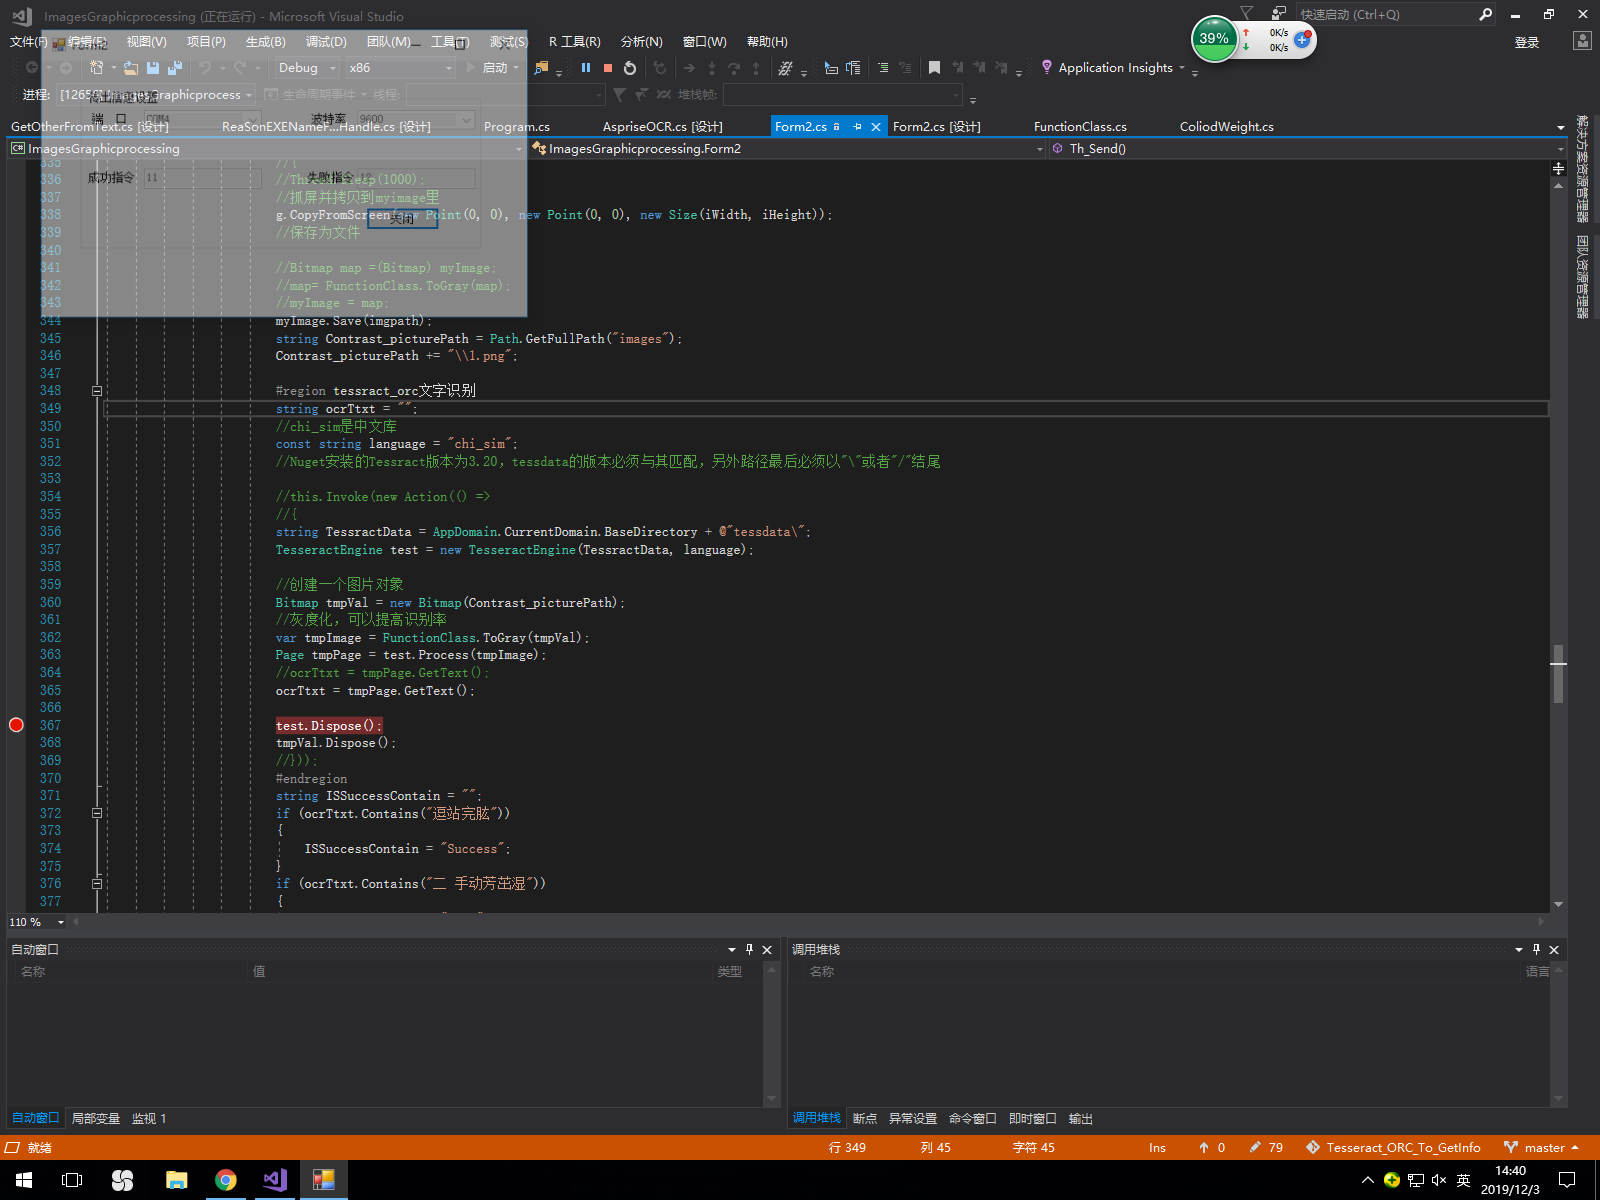 ImagesGraphicprocessing (正在运行) - Microsoft Visual Studio
快速启动 (Ctrl+Q)
文件(F) 编辑(E) 视图(V) 项目(P) 生成(B) 调试(D) 团队(M) 工具(T) 测试(S) R 工具(R) 分析(N) 窗口(W) 帮助(H)
登录
39% 0K/s
0K/s
Debug x86 启动 Application Insights
进程: 生命周期事件 线程: 堆栈帧:
端 口 COM4 波特率 9600
GetOtherFromText.cs [设计] ReaSonEXENameF...Handle.cs [设计] Program.cs AspriseOCR.cs [设计] Form2.cs Form2.cs [设计] FunctionClass.cs ColiodWeight.cs
ImagesGraphicprocessing ImagesGraphicprocessing.Form2 Th_Send()
成功指令 11 失败指令
关闭
335 //{
336
337 //抓屏并拷贝到myimage里
338 g.CopyFromScreen(new Point(0, 0), new Point(0, 0), new Size(iWidth, iHeight));
339 //保存为文件
340
341 //Bitmap map =(Bitmap) myImage;
342 //map= FunctionClass.ToGray(map);
343 //myImage = map;
344 myImage.Save(imgpath);
345 string Contrast_picturePath = Path.GetFullPath("images");
346 Contrast_picturePath += "\\1.png";
347
348 #region tessract_orc文字识别
349 string ocrTtxt = "";
350 //chi_sim是中文库
351 const string language = "chi_sim";
352 //Nuget安装的Tessract版本为3.20, tessdata的版本必须与其匹配, 另外路径最后必须以"\"或者"/"结尾
353
354 //this.Invoke(new Action(() =>
355 //{
356 string TessractData = AppDomain.CurrentDomain.BaseDirectory + @"tessdata\";
357 TesseractEngine test = new TesseractEngine(TessractData, language);
358
359 //创建一个图片对象
360 Bitmap tmpVal = new Bitmap(Contrast_picturePath);
361 //灰度化, 可以提高识别率
362 var tmpImage = FunctionClass.ToGray(tmpVal);
363 Page tmpPage = test.Process(tmpImage);
364 //ocrTtxt = tmpPage.GetText();
365 ocrTtxt = tmpPage.GetText();
366
367 test.Dispose();
368 tmpVal.Dispose();
369 //}));
370 #endregion
371 string ISSuccessContain = "";
372 if (ocrTtxt.Contains("逗站完肱"))
373 {
374 ISSuccessContain = "Success";
375 }
376 if (ocrTtxt.Contains("二 手动芳茁湿"))
377 {
解决方案资源管理器
团队资源管理器
110 %
自动窗口 调用堆栈
名称 值 类型 名称 语言
自动窗口 局部变量 监视 1 调用堆栈 断点 异常设置 命令窗口 即时窗口 输出
就绪 行 349 列 45 字符 45 Ins 0 79 Tesseract_ORC_To_GetInfo master
英 14:40
2019/12/3